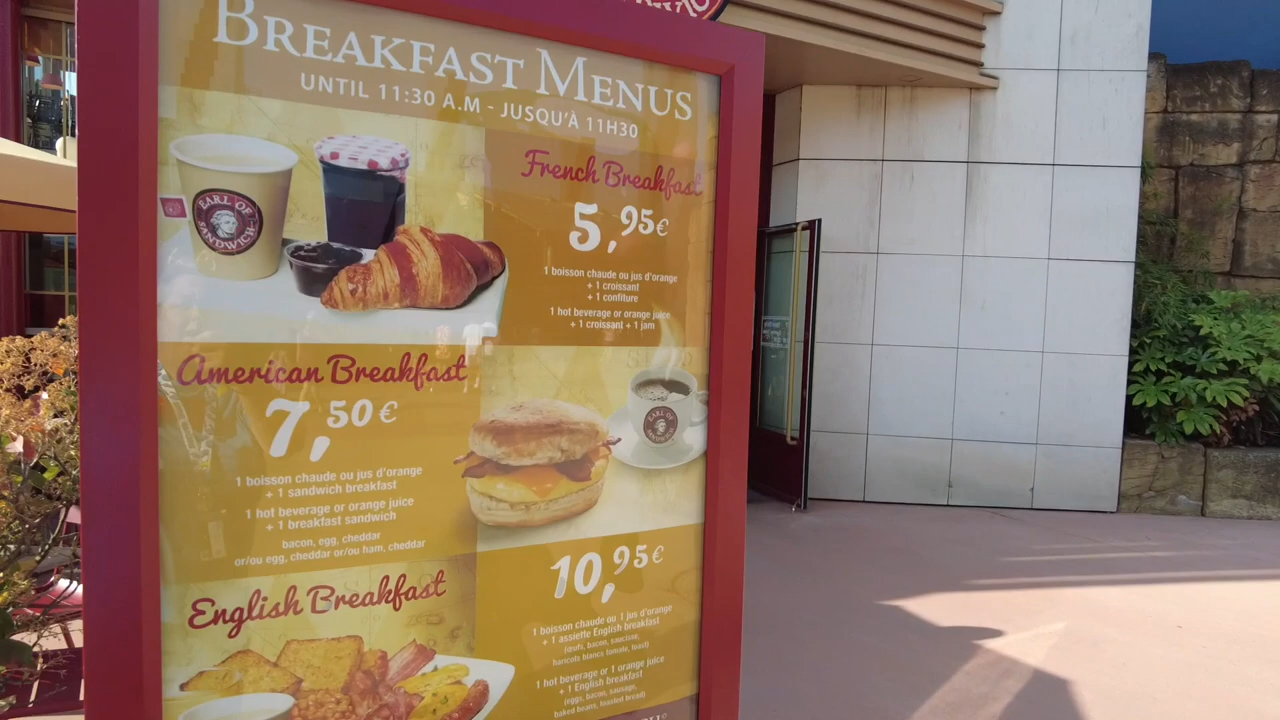 BREAKFAST MENUS
UNTIL 11:30 A.M - JUSQU'À 11H30
EARL OF
SANDWICH
French Breakfast
5,95€
1 boisson chaude ou jus d'orange
+ 1 croissant
+ 1 confiture
1 hot beverage or orange juice
+ 1 croissant + 1 jam
American Breakfast
7,50€
1 boisson chaude ou jus d'orange
+ 1 sandwich breakfast
1 hot beverage or orange juice
+ 1 breakfast sandwich
bacon, egg, cheddar
or/ou egg, cheddar or/ou ham, cheddar
EARL OF
SANDWICH
English Breakfast
10,95€
1 boisson chaude ou 1 jus d'orange
+ 1 assiette English breakfast
(œufs, bacon, saucisse,
haricots blancs tomate, toast)
1 hot beverage or 1 orange juice
+ 1 English breakfast
(eggs, bacon, sausage,
baked beans, toasted bread)